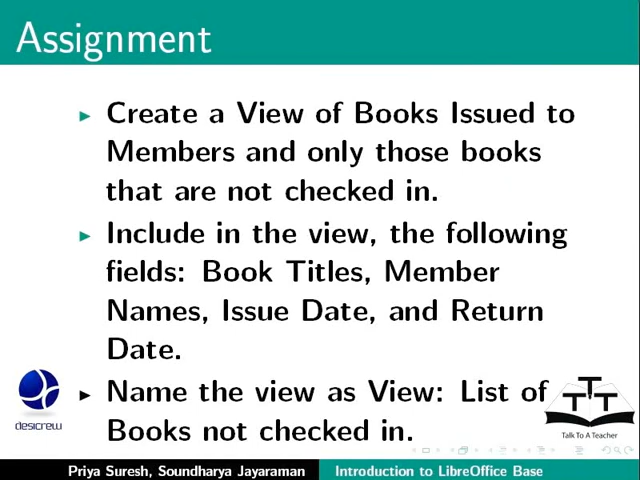 Assignment
Create a View of Books Issued to
Members and only those books
that are not checked in.
Include in the view, the following
fields: Book Titles, Member
Names, Issue Date, and Return
Date.
Name the view as View: List of
Books not checked in.
desicrew
TTT
Talk To A Teacher
Priya Suresh, Soundharya Jayaraman
Introduction to LibreOffice Base